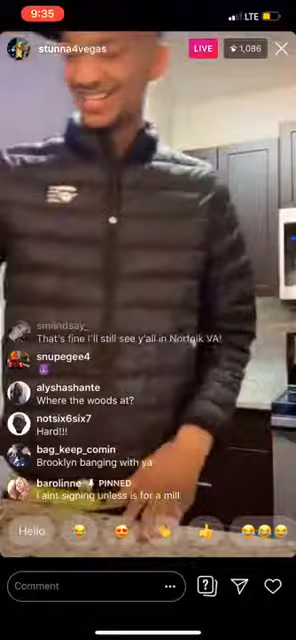 9:35
LTE
stunna4vegas
LIVE
1,086
smlindsay_
That's fine I'll still see y'all in Norfolk VA!
snupegee4
alyshashante
Where the woods at?
notsix6six7
Hard!!!
bag_keep_comin
Brooklyn banging with ya
barolinne PINNED
I aint signing unless is for a mill
Hello
Comment